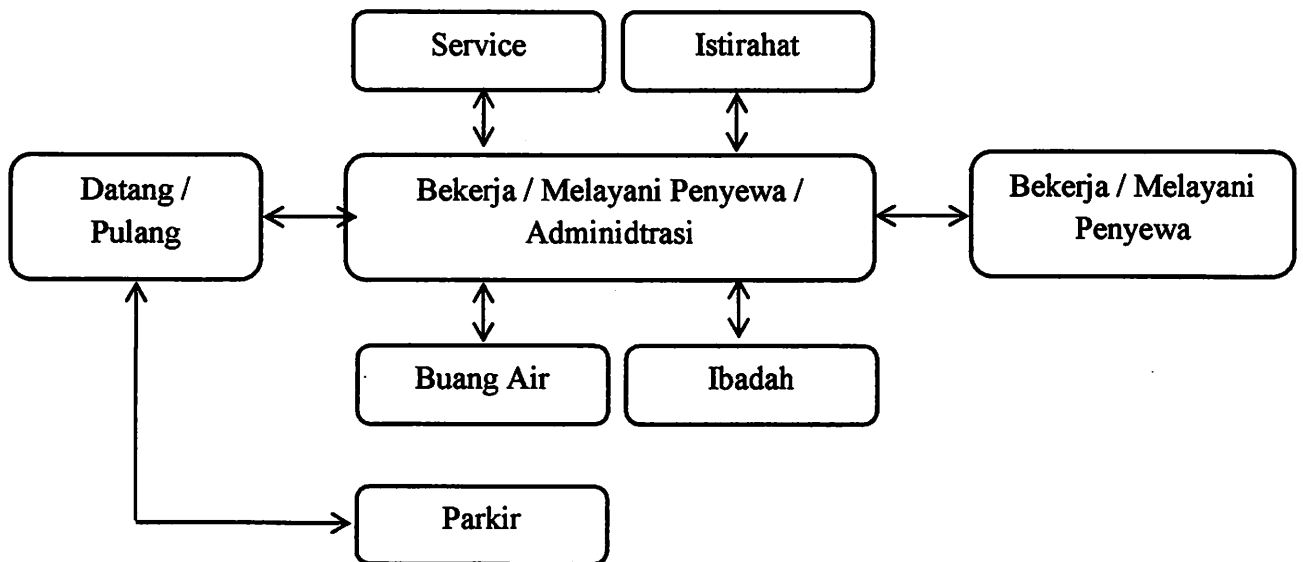 Service
Istirahat
Datang /
Pulang
Bekerja / Melayani Penyewa /
Adminidtrasi
Bekerja / Melayani
Penyewa
Buang Air
Ibadah
Parkir